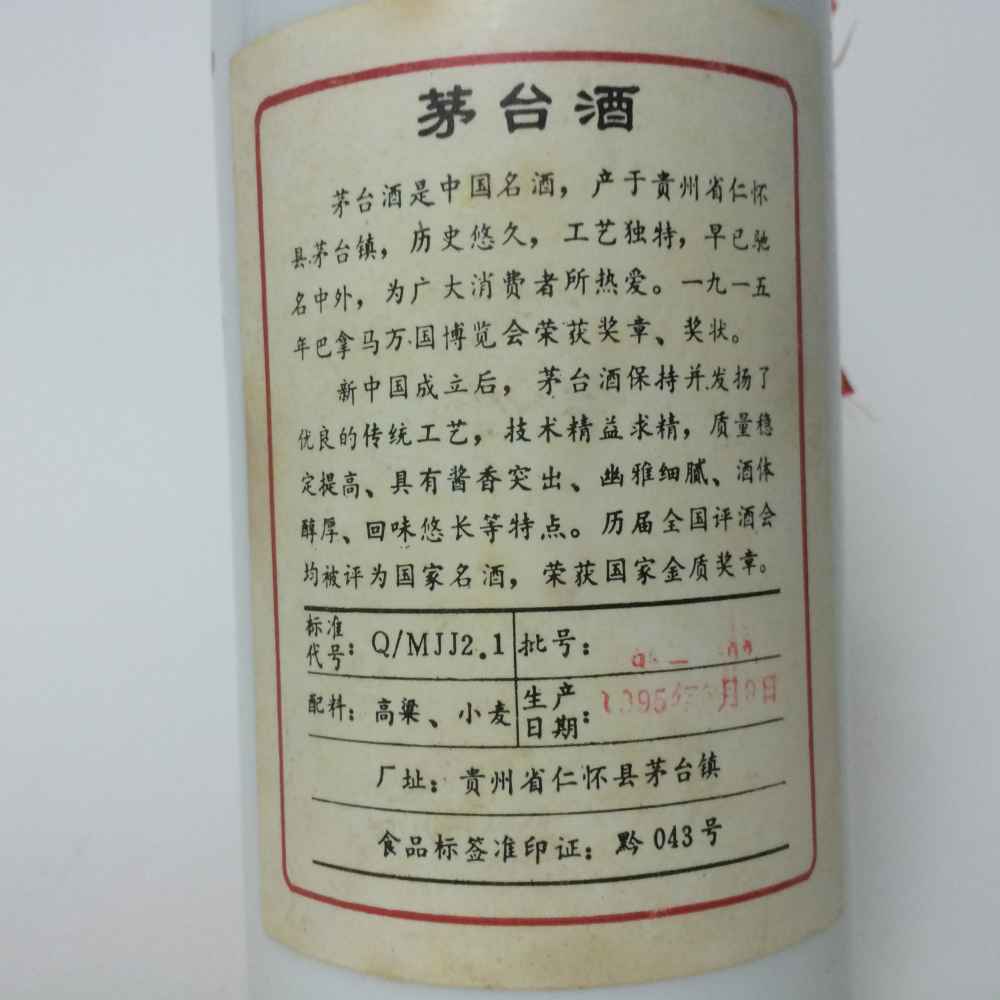 茅台酒
茅台酒是中国名酒，产于贵州省仁怀
县茅台镇，历史悠久，工艺独特，早已驰
名中外，为广大消费者所热爱。一九一五
年巴拿马万国博览会荣获奖章、奖状。
新中国成立后，茅台酒保持并发扬了
优良的传统工艺，技术精益求精，质量稳
定提高、具有酱香突出、幽雅细腻、酒体
醇厚、回味悠长等特点。历届全国评酒会
均被评为国家名酒，荣获国家金质奖章。
标准代号：Q/MJJ2.1 批号：
配料：高粱、小麦 生产日期：1995年 月 日
厂址：贵州省仁怀县茅台镇
食品标签准印证：黔 043 号